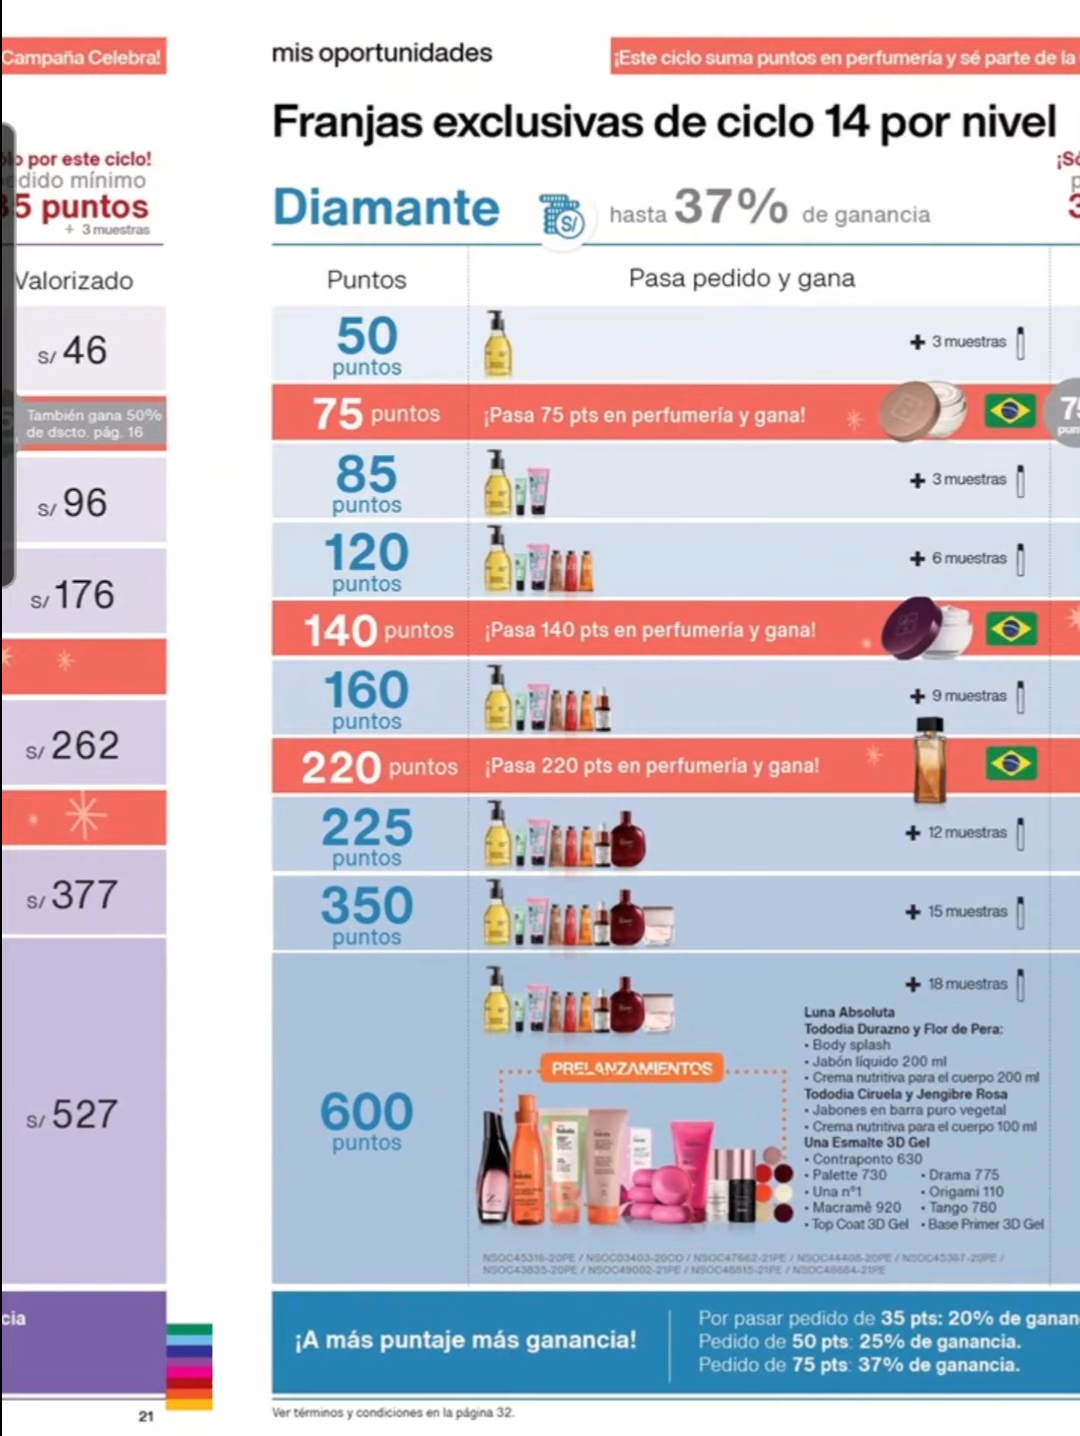 Campaña Celebra!
por este ciclo!
mínimo
5 puntos
+ 3 muestras
Valorizado
S/ 46
También gana 50%
de dscto. pág. 16
S/ 96
S/ 176
S/ 262
S/ 377
S/ 527
cia
21
mis oportunidades
¡Este ciclo suma puntos en perfumería y sé parte de la
Franjas exclusivas de ciclo 14 por nivel
Diamante S/ hasta 37% de ganancia
Puntos Pasa pedido y gana
50
puntos
+ 3 muestras
75 puntos ¡Pasa 75 pts en perfumería y gana!
85
puntos
+ 3 muestras
120
puntos
+ 6 muestras
140 puntos ¡Pasa 140 pts en perfumería y gana!
160
puntos
+ 9 muestras
220 puntos ¡Pasa 220 pts en perfumería y gana!
225
puntos
+ 12 muestras
350
puntos
+ 15 muestras
600
puntos
+ 18 muestras
PRELANZAMIENTOS
Luna Absoluta
Tododia Durazno y Flor de Pera:
• Body splash
• Jabón líquido 200 ml
• Crema nutritiva para el cuerpo 200 ml
Tododia Ciruela y Jengibre Rosa
• Jabones en barra puro vegetal
• Crema nutritiva para el cuerpo 100 ml
Una Esmalte 3D Gel
• Contraponto 630
• Palette 730 • Drama 775
• Una n°1 • Origami 110
• Macramê 920 • Tango 780
• Top Coat 3D Gel • Base Primer 3D Gel
¡A más puntaje más ganancia!
Por pasar pedido de 35 pts: 20% de ganan
Pedido de 50 pts: 25% de ganancia.
Pedido de 75 pts: 37% de ganancia.
Ver términos y condiciones en la página 32.